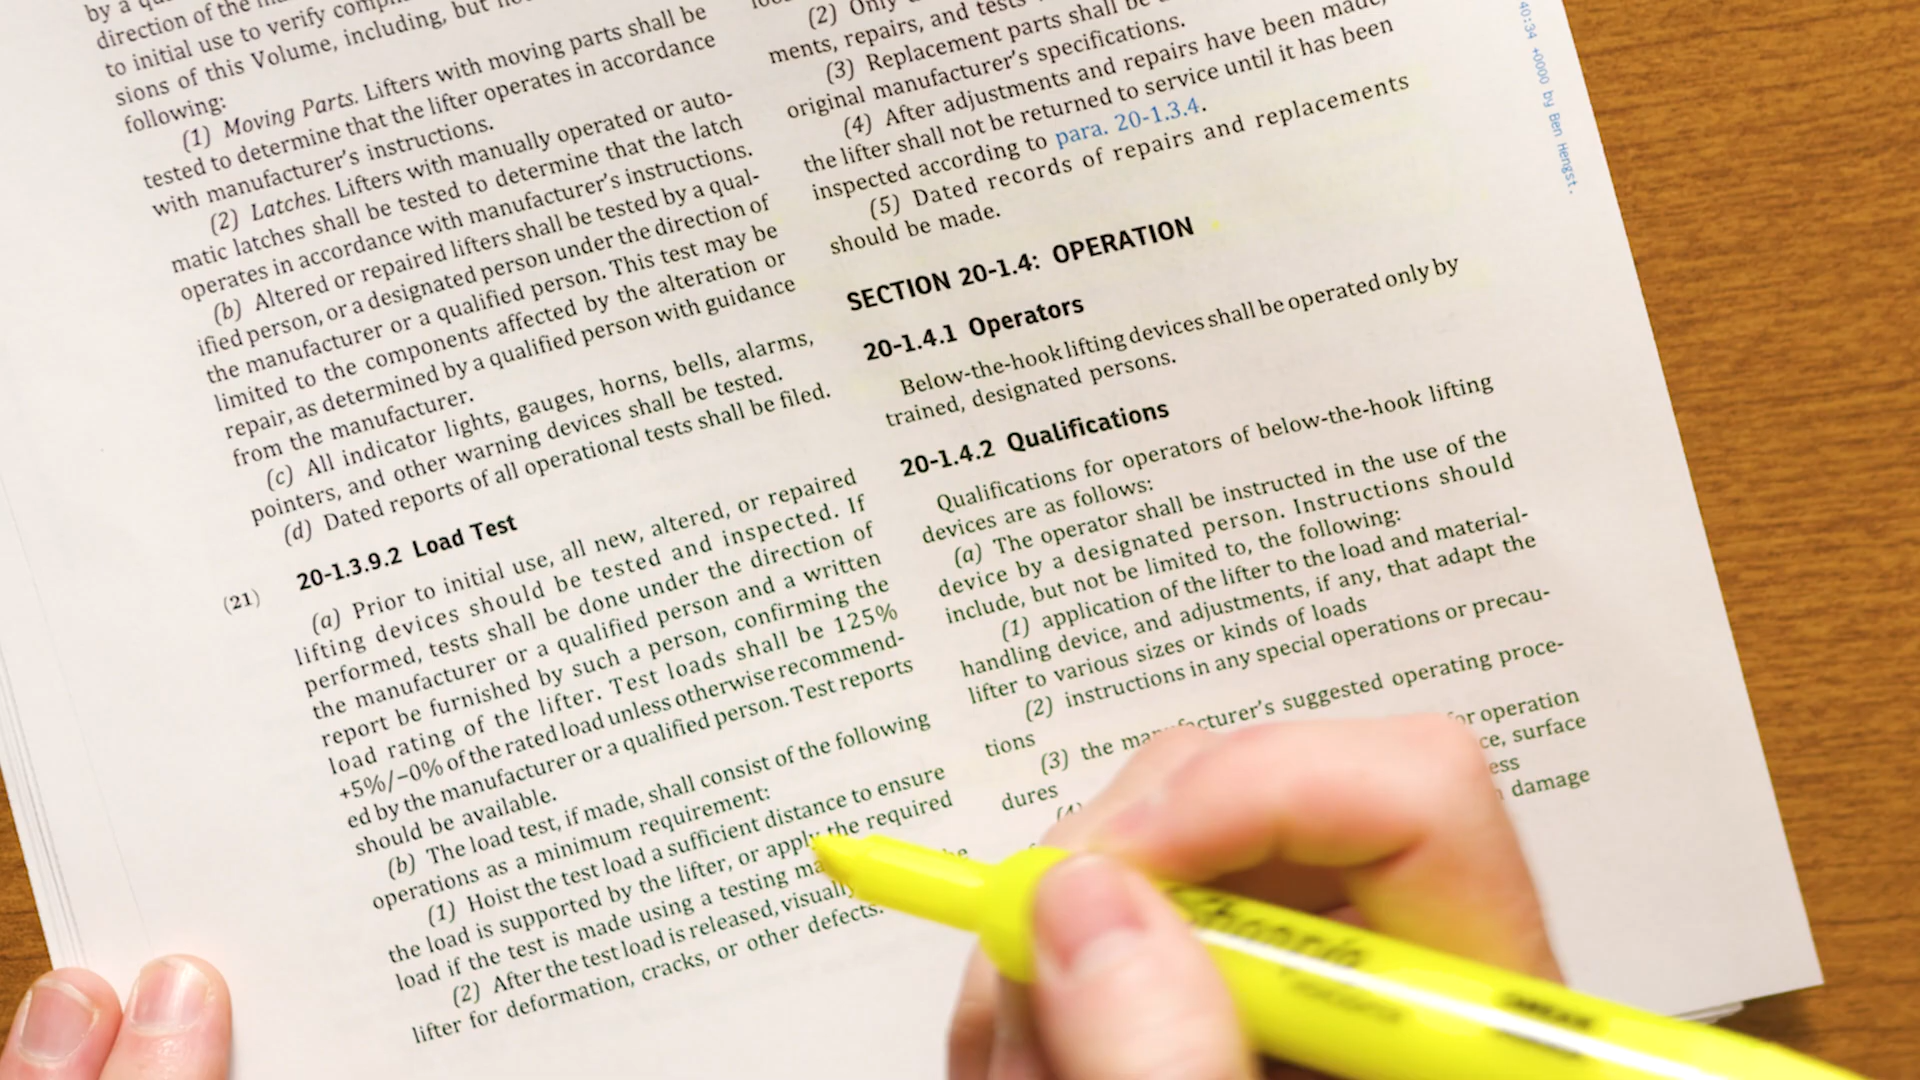 by a
direction of the
to initial use to verify
sions of this Volume, including, but
following:
(1) Moving Parts. Lifters with moving parts shall be
tested to determine that the lifter operates in accordance
with manufacturer's instructions.
(2) Latches. Lifters with manually operated or auto-
matic latches shall be tested to determine that the latch
operates in accordance with manufacturer's instructions.
(b) Altered or repaired lifters shall be tested by a qual-
ified person, or a designated person under the direction of
the manufacturer or a qualified person. This test may be
limited to the components affected by the alteration or
repair, as determined by a qualified person with guidance
from the manufacturer.
(c) All indicator lights, gauges, horns, bells, alarms,
pointers, and other warning devices shall be tested.
(d) Dated reports of all operational tests shall be filed.
20-1.3.9.2 Load Test
(21)
(a) Prior to initial use, all new, altered, or repaired
lifting devices should be tested and inspected. If
performed, tests shall be done under the direction of
the manufacturer or a qualified person and a written
report be furnished by such a person, confirming the
load rating of the lifter. Test loads shall be 125%
+5%/−0% of the rated load unless otherwise recommend-
ed by the manufacturer or a qualified person. Test reports
should be available.
(b) The load test, if made, shall consist of the following
operations as a minimum requirement:
(1) Hoist the test load a sufficient distance to ensure
the load is supported by the lifter, or apply the required
load if the test is made using a testing
(2) After the test load is released, visually
lifter for deformation, cracks, or other defects.
(2) Only
ments, repairs, and tests
(3) Replacement parts shall be
original manufacturer's specifications.
(4) After adjustments and repairs have been made,
the lifter shall not be returned to service until it has been
inspected according to para. 20-1.3.4.
(5) Dated records of repairs and replacements
should be made.
SECTION 20-1.4: OPERATION
20-1.4.1 Operators
Below-the-hook lifting devices shall be operated only by
trained, designated persons.
20-1.4.2 Qualifications
Qualifications for operators of below-the-hook lifting
devices are as follows:
(a) The operator shall be instructed in the use of the
device by a designated person. Instructions should
include, but not be limited to, the following:
(1) application of the lifter to the load and material-
handling device, and adjustments, if any, that adapt the
lifter to various sizes or kinds of loads
(2) instructions in any special operations or precau-
tions
(3) the manufacturer's suggested operating proce-
dures
(4)
for operation
surface
damage
40:34 +0000 by Ben Hengst.
Sharpie